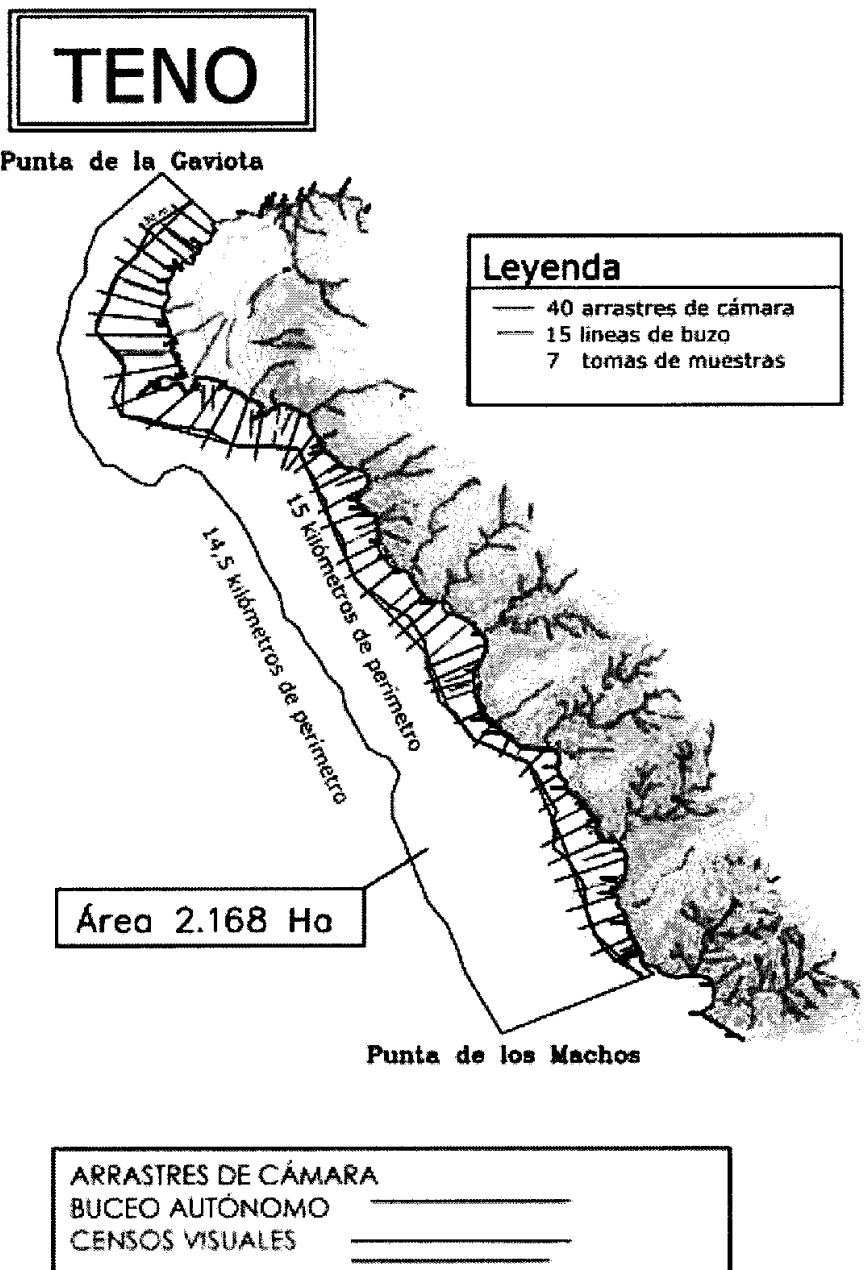 TENO
Punta de la Gaviota
Leyenda
40 arrastres de cámara
15 lineas de buzo
7 tomas de muestras
15 kilómetros de perímetro
14,5 kilómetros de perímetro
Área 2.168 Ha
Punta de los Machos
ARRASTRES DE CÁMARA
BUCEO AUTÓNOMO
CENSOS VISUALES